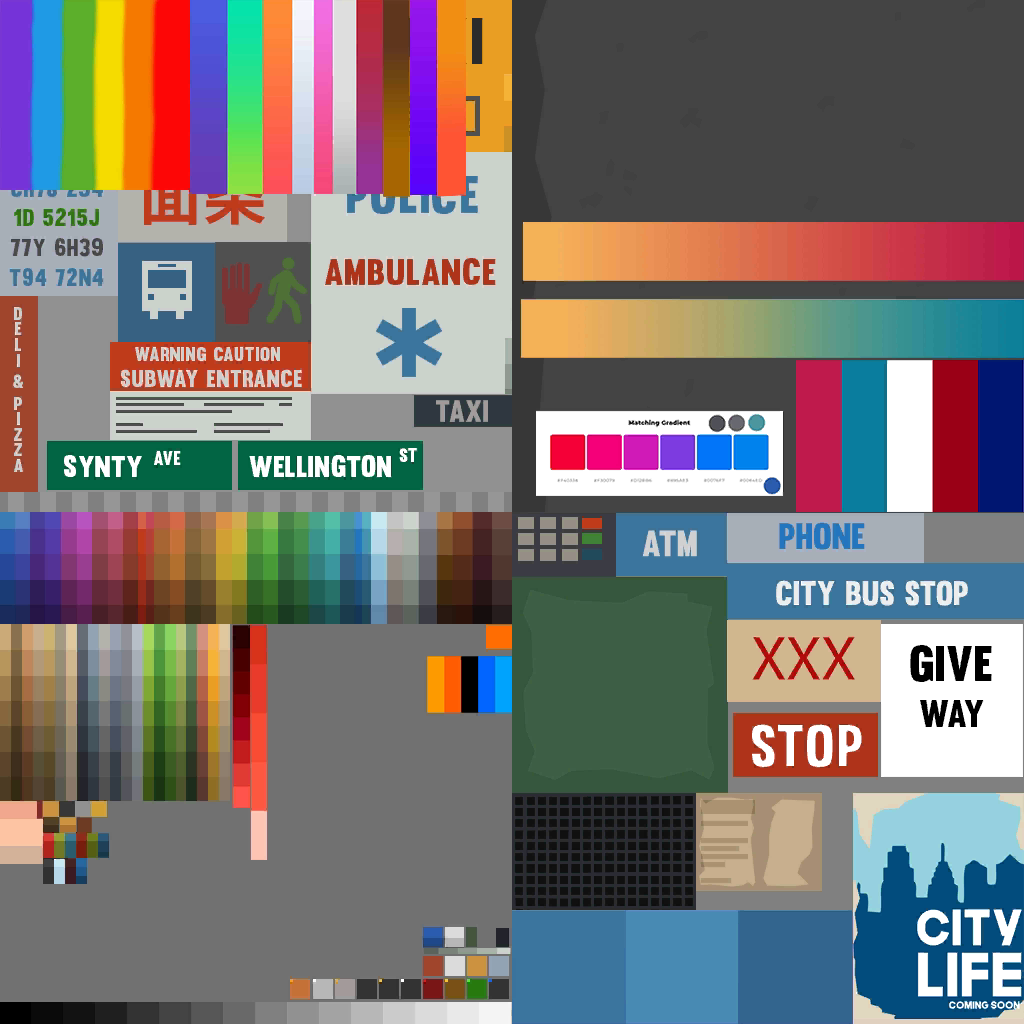 1D 5215J
77Y 6H39
T94 72N4
POLICE
AMBULANCE
DELI & PIZZA
WARNING CAUTION
SUBWAY ENTRANCE
TAXI
SYNTY AVE
WELLINGTON ST
Matching Gradient
ATM
PHONE
CITY BUS STOP
XXX
GIVE
WAY
STOP
CITY
LIFE
COMING SOON